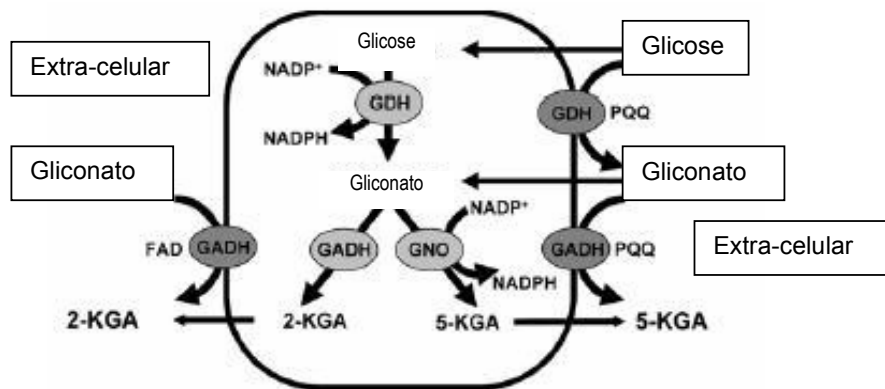 Glicose
Glicose
Extra-celular
NADP⁺
GDH
GDH PQQ
NADPH
Gliconato
Gliconato
Gliconato
NADP⁺
FAD GADH
GADH
GNO
GADH PQQ
Extra-celular
NADPH
2-KGA
2-KGA
5-KGA
5-KGA